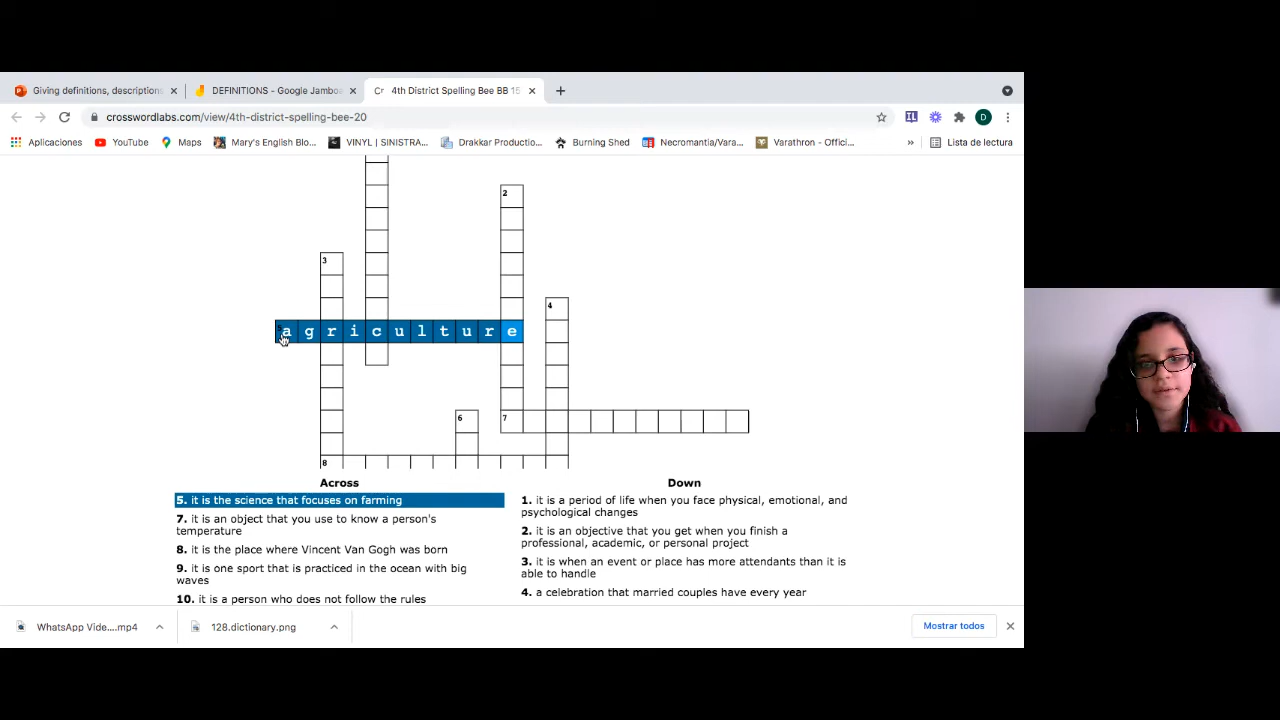 Giving definitions, description
DEFINITIONS - Google Jamboa
Cr 4th District Spelling Bee BB 15
crosswordlabs.com/view/4th-district-spelling-bee-20
IL
D
Aplicaciones YouTube Maps Mary's English Blo... VINYL | SINISTRA... Drakkar Productio... Burning Shed Necromantia/Vara... Varathron - Offici... » Lista de lectura
2
3
4
agriculture
6
7
8
Across
5. it is the science that focuses on farming
7. it is an object that you use to know a person's
temperature
8. it is the place where Vincent Van Gogh was born
9. it is one sport that is practiced in the ocean with big
waves
10. it is a person who does not follow the rules
Down
1. it is a period of life when you face physical, emotional, and
psychological changes
2. it is an objective that you get when you finish a
professional, academic, or personal project
3. it is when an event or place has more attendants than it is
able to handle
4. a celebration that married couples have every year
WhatsApp Vide....mp4
128.dictionary.png
Mostrar todos